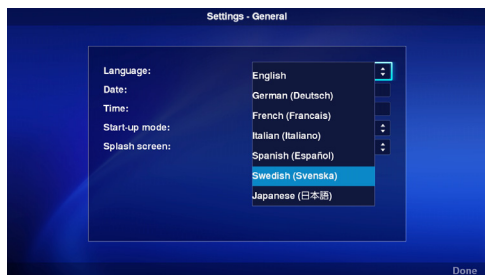 Settings - General
Language:
Date:
Time:
Start-up mode:
Splash screen:
English
German (Deutsch)
French (Francais)
Italian (Italiano)
Spanish (Español)
Swedish (Svenska)
Japanese (日本語)
Done